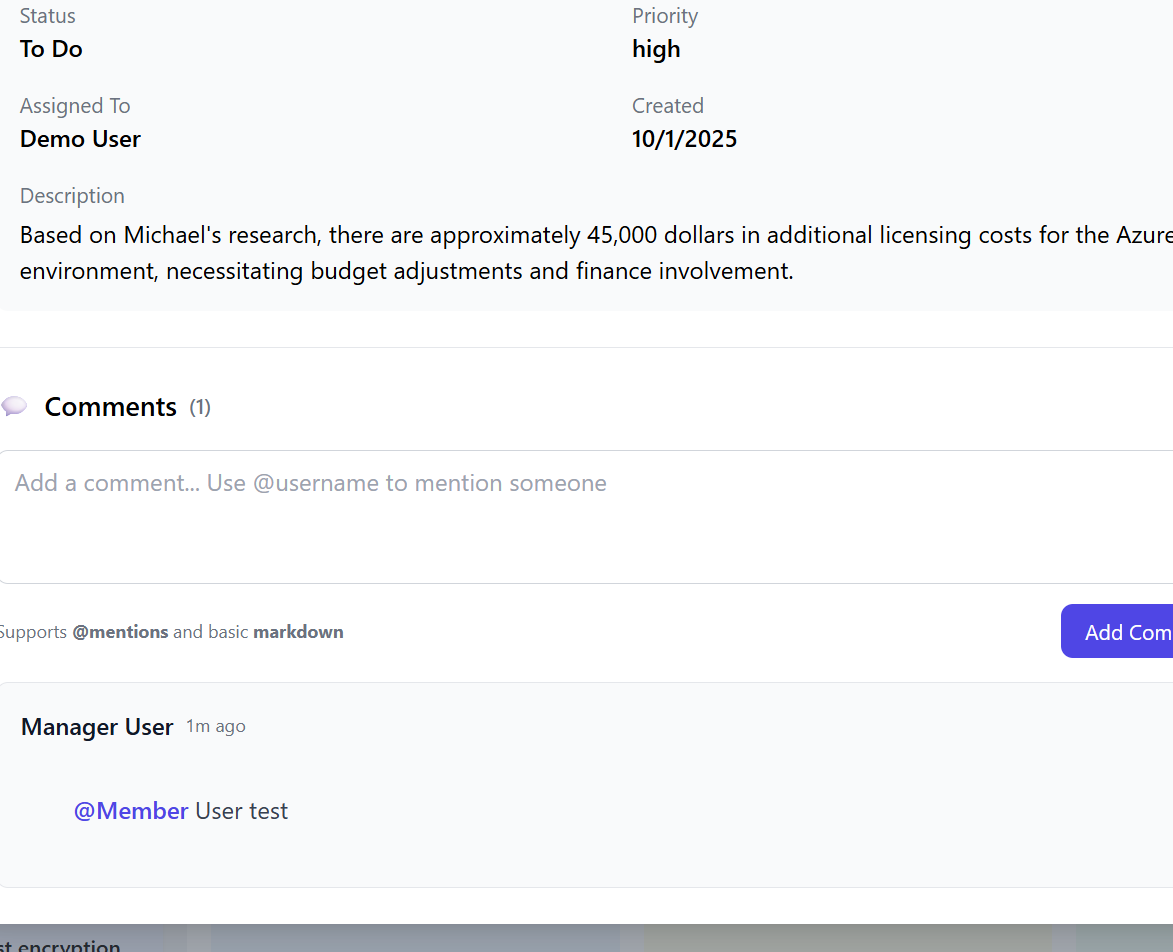 Status
Priority
To Do
high
Assigned To
Created
Demo User
10/1/2025
Description
Based on Michael's research, there are approximately 45,000 dollars in additional licensing costs for the Azure
environment, necessitating budget adjustments and finance involvement.
Comments (1)
Add a comment... Use @username to mention someone
Supports @mentions and basic markdown
Add Com
Manager User 1m ago
@Member User test
st encryption